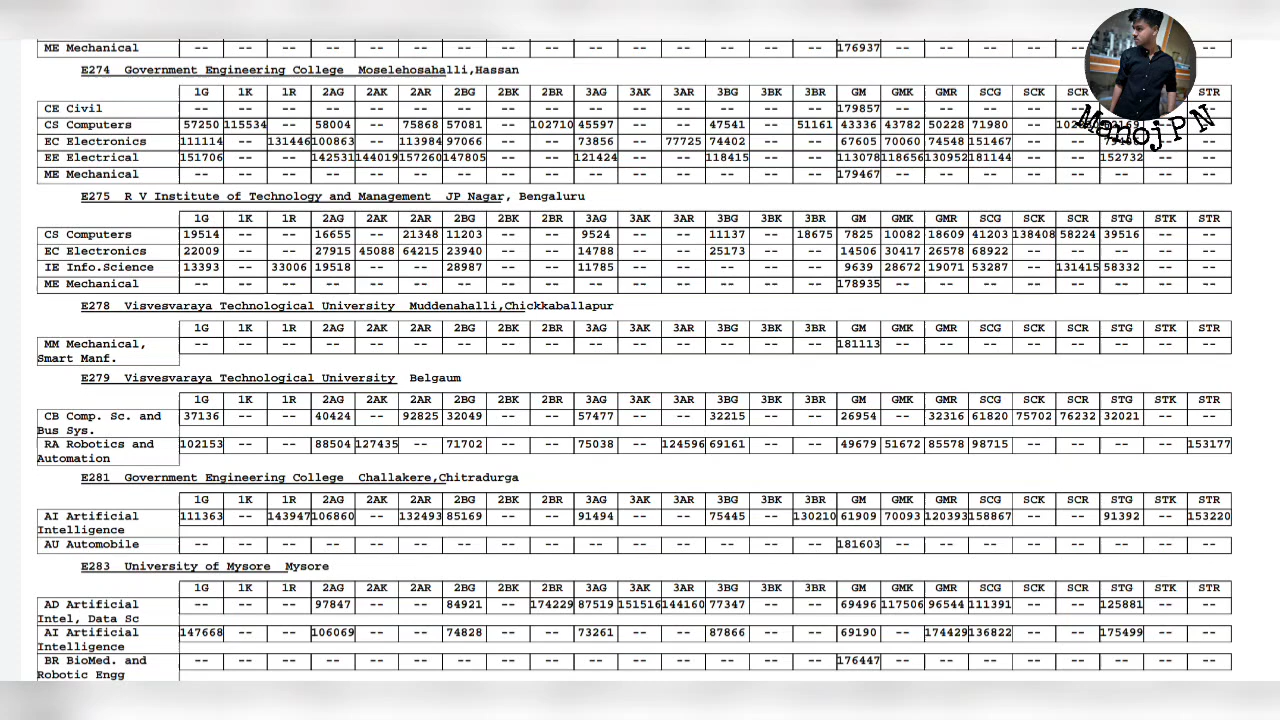 ME Mechanical -- -- -- -- -- -- -- -- -- -- -- -- -- -- -- 176937 -- -- -- -- -- -- --
E274 Government Engineering College Moselehosahalli,Hassan
1G 1K 1R 2AG 2AK 2AR 2BG 2BK 2BR 3AG 3AK 3AR 3BG 3BK 3BR GM GMK GMR SCG SCK SCR STG STK STR
CE Civil -- -- -- -- -- -- -- -- -- -- -- -- -- -- -- 179857 -- -- -- -- -- -- --
CS Computers 57250 115534 -- 58004 -- 75868 57081 -- 102710 45597 -- -- 47541 -- 51161 43336 43782 50228 71980 -- -- --
EC Electronics 111114 -- 131446 100863 -- 113984 97066 -- -- 73856 -- 77725 74402 -- -- 67605 70060 74548 151467 -- -- -- --
EE Electrical 151706 -- -- 142531 144019 157260 147805 -- -- 121424 -- -- 118415 -- -- 113078 118656 130952 181144 -- -- 152732 -- --
ME Mechanical -- -- -- -- -- -- -- -- -- -- -- -- -- -- -- 179467 -- -- -- -- -- -- -- --
E275 R V Institute of Technology and Management JP Nagar, Bengaluru
1G 1K 1R 2AG 2AK 2AR 2BG 2BK 2BR 3AG 3AK 3AR 3BG 3BK 3BR GM GMK GMR SCG SCK SCR STG STK STR
CS Computers 19514 -- -- 16655 -- 21348 11203 -- -- 9524 -- -- 11137 -- 18675 7825 10082 18609 41203 138408 58224 39516 -- --
EC Electronics 22009 -- -- 27915 45088 64215 23940 -- -- 14788 -- -- 25173 -- -- 14506 30417 26578 68922 -- -- -- -- --
IE Info.Science 13393 -- 33006 19518 -- -- 28987 -- -- 11785 -- -- -- -- -- 9639 28672 19071 53287 -- 131415 58332 -- --
ME Mechanical -- -- -- -- -- -- -- -- -- -- -- -- -- -- -- 178935 -- -- -- -- -- -- -- --
E278 Visvesvaraya Technological University Muddenahalli,Chickkaballapur
1G 1K 1R 2AG 2AK 2AR 2BG 2BK 2BR 3AG 3AK 3AR 3BG 3BK 3BR GM GMK GMR SCG SCK SCR STG STK STR
MM Mechanical, -- -- -- -- -- -- -- -- -- -- -- -- -- -- -- 181113 -- -- -- -- -- -- -- --
Smart Manf.
E279 Visvesvaraya Technological University Belgaum
1G 1K 1R 2AG 2AK 2AR 2BG 2BK 2BR 3AG 3AK 3AR 3BG 3BK 3BR GM GMK GMR SCG SCK SCR STG STK STR
CB Comp. Sc. and 37136 -- -- 40424 -- 92825 32049 -- -- 57477 -- -- 32215 -- -- 26954 -- 32316 61820 75702 76232 32021 -- --
Bus Sys.
RA Robotics and 102153 -- -- 88504 127435 -- 71702 -- -- 75038 -- 124596 69161 -- -- 49679 51672 85578 98715 -- -- -- -- 153177
Automation
E281 Government Engineering College Challakere,Chitradurga
1G 1K 1R 2AG 2AK 2AR 2BG 2BK 2BR 3AG 3AK 3AR 3BG 3BK 3BR GM GMK GMR SCG SCK SCR STG STK STR
AI Artificial 111363 -- 143947 106860 -- 132493 85169 -- -- 91494 -- -- 75445 -- 130210 61909 70093 120393 158867 -- -- 91392 -- 153220
Intelligence
AU Automobile -- -- -- -- -- -- -- -- -- -- -- -- -- -- -- 181603 -- -- -- -- -- -- -- --
E283 University of Mysore Mysore
1G 1K 1R 2AG 2AK 2AR 2BG 2BK 2BR 3AG 3AK 3AR 3BG 3BK 3BR GM GMK GMR SCG SCK SCR STG STK STR
AD Artificial -- -- -- 97847 -- -- 84921 -- 174229 87519 151516 144160 77347 -- -- 69496 117506 96544 111391 -- -- 125881 -- --
Intel, Data Sc
AI Artificial 147668 -- -- 106069 -- -- 74828 -- -- 73261 -- -- 87866 -- -- 69190 -- 174429 136822 -- -- 175499 -- --
Intelligence
BR BioMed. and -- -- -- -- -- -- -- -- -- -- -- -- -- -- -- 176447 -- -- -- -- -- -- -- --
Robotic Engg
Manoj P N